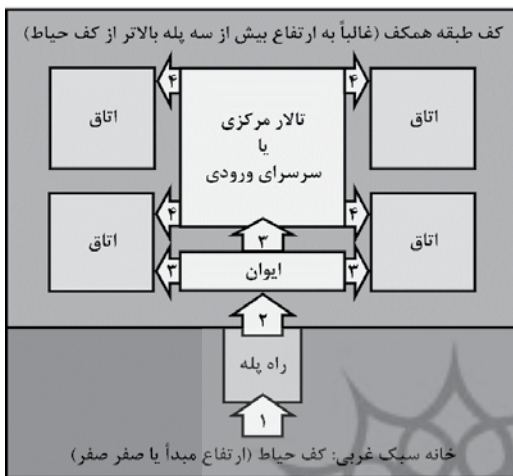 کف طبقه همکف (غالباً به ارتفاع بیش از سه پله بالاتر از کف حیاط)
۴
۴
اتاق
تالار مرکزی
یا
سرسرای ورودی
اتاق
۴
۴
اتاق
۳
اتاق
۳
ایوان
۳
۲
راه پله
۱
خانه سبک غربی: کف حیاط (ارتفاع مبدأ یا صفر صفر)